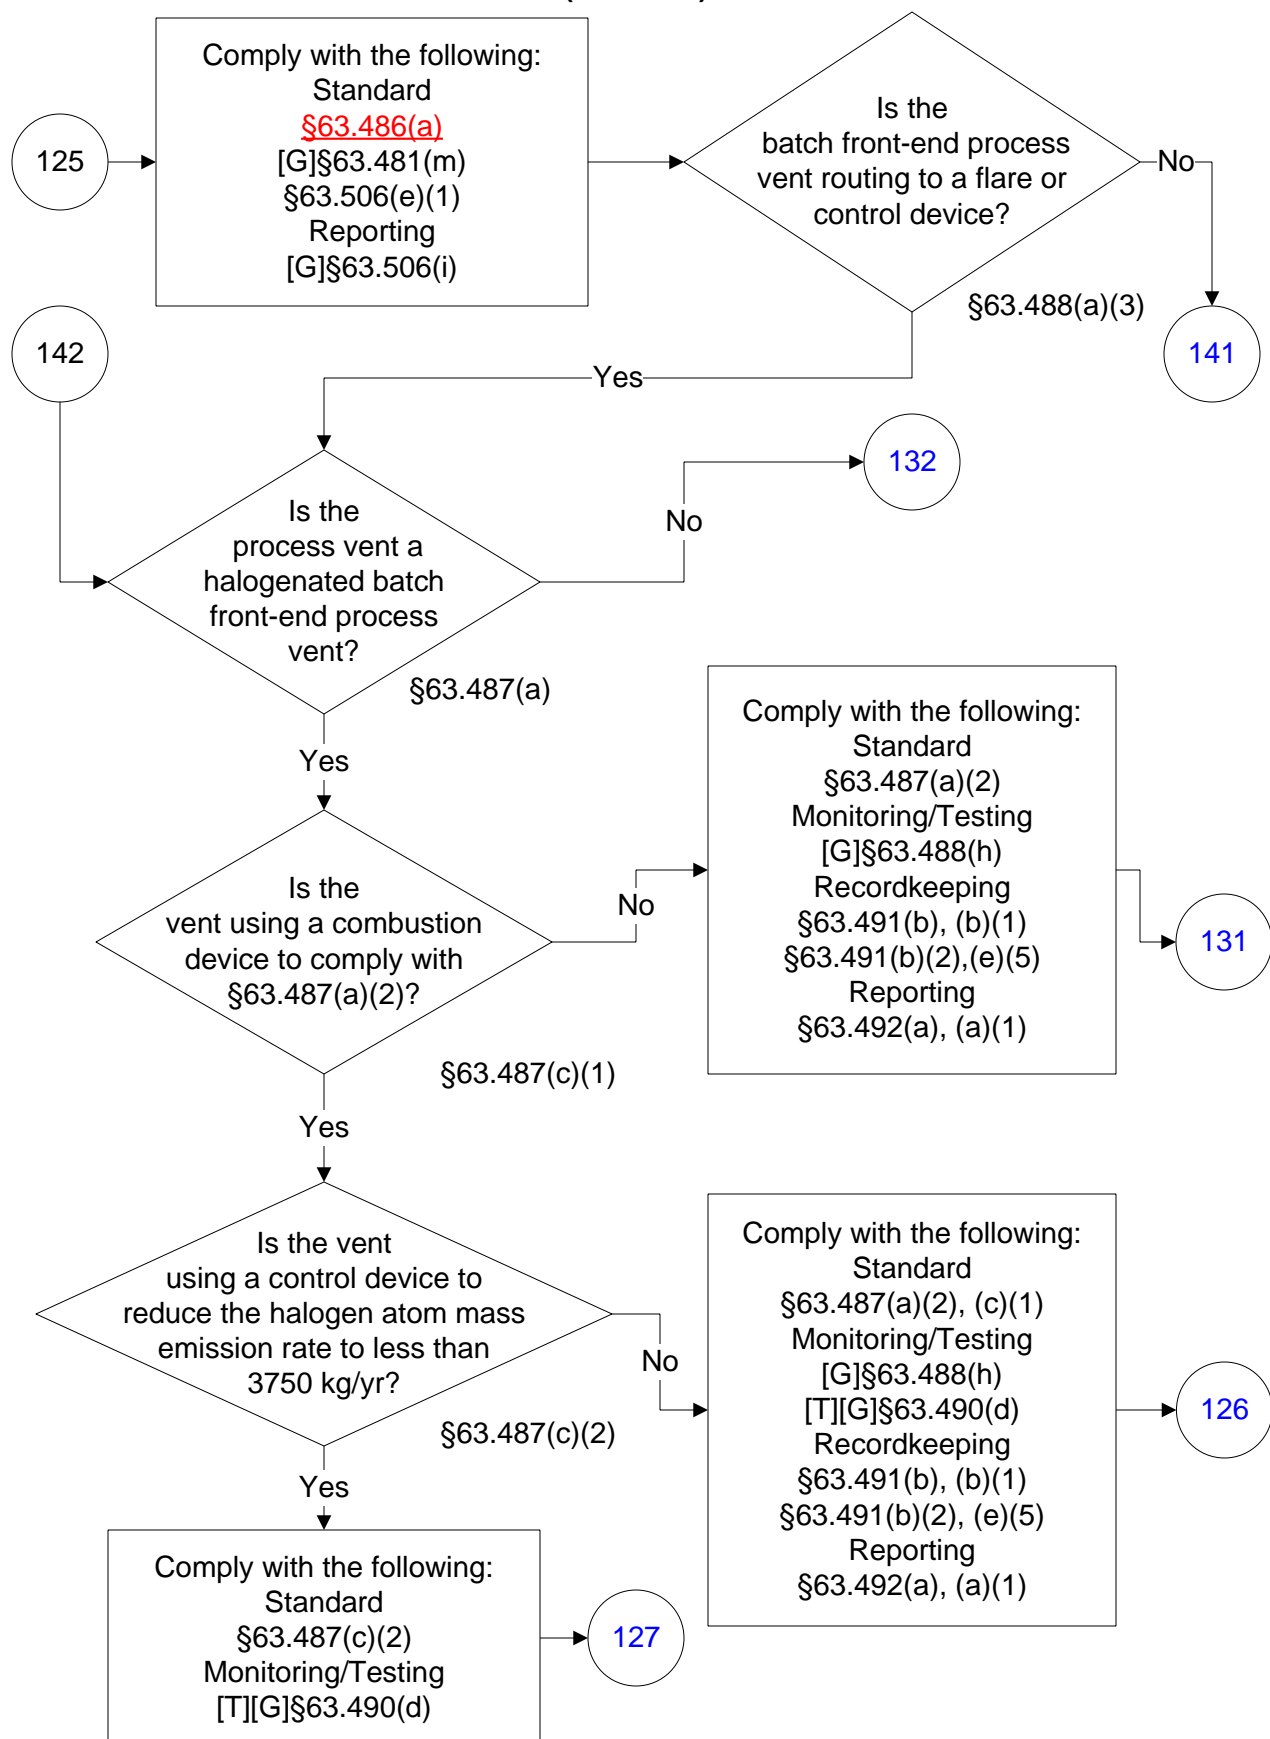 125
Comply with the following:
Standard
§63.486(a)
[G]§63.481(m)
§63.506(e)(1)
Reporting
[G]§63.506(i)
Is the
batch front-end process
vent routing to a flare or
control device?
No
§63.488(a)(3)
141
Yes
142
132
Is the
process vent a
halogenated batch
front-end process
vent?
No
§63.487(a)
Yes
Is the
vent using a combustion
device to comply with
§63.487(a)(2)?
No
§63.487(c)(1)
Comply with the following:
Standard
§63.487(a)(2)
Monitoring/Testing
[G]§63.488(h)
Recordkeeping
§63.491(b), (b)(1)
§63.491(b)(2),(e)(5)
Reporting
§63.492(a), (a)(1)
131
Yes
Is the vent
using a control device to
reduce the halogen atom mass
emission rate to less than
3750 kg/yr?
No
§63.487(c)(2)
Comply with the following:
Standard
§63.487(a)(2), (c)(1)
Monitoring/Testing
[G]§63.488(h)
[T][G]§63.490(d)
Recordkeeping
§63.491(b), (b)(1)
§63.491(b)(2), (e)(5)
Reporting
§63.492(a), (a)(1)
126
Yes
Comply with the following:
Standard
§63.487(c)(2)
Monitoring/Testing
[T][G]§63.490(d)
127